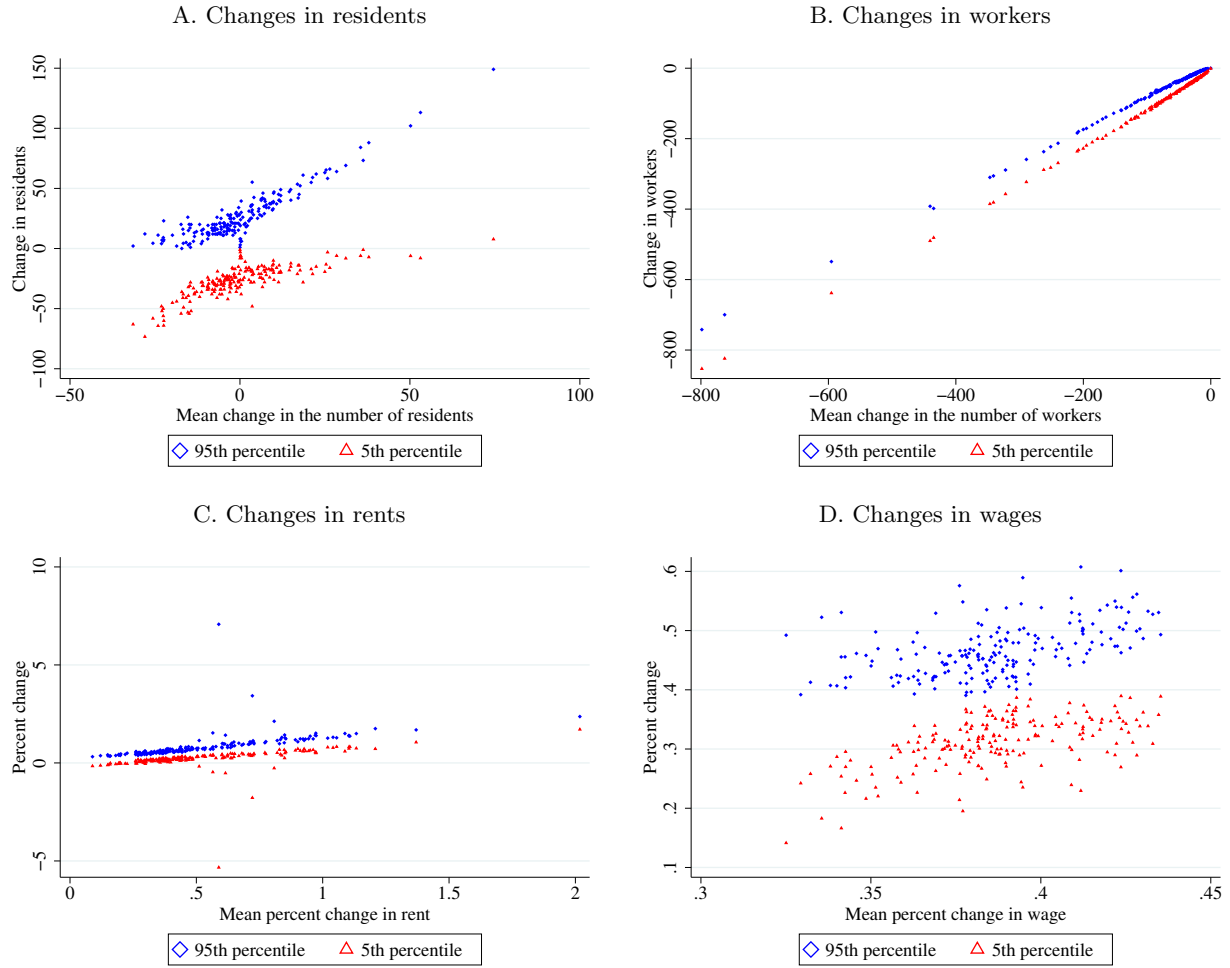 A. Changes in residents
Change in residents
150
100
50
0
−50
−100
−50
0
50
100
Mean change in the number of residents
95th percentile
5th percentile
B. Changes in workers
Change in workers
0
−200
−400
−600
−800
−800
−600
−400
−200
0
Mean change in the number of workers
95th percentile
5th percentile
C. Changes in rents
Percent change
10
5
0
−5
0
.5
1
1.5
2
Mean percent change in rent
95th percentile
5th percentile
D. Changes in wages
Percent change
.6
.5
.4
.3
.2
.1
.3
.35
.4
.45
Mean percent change in wage
95th percentile
5th percentile